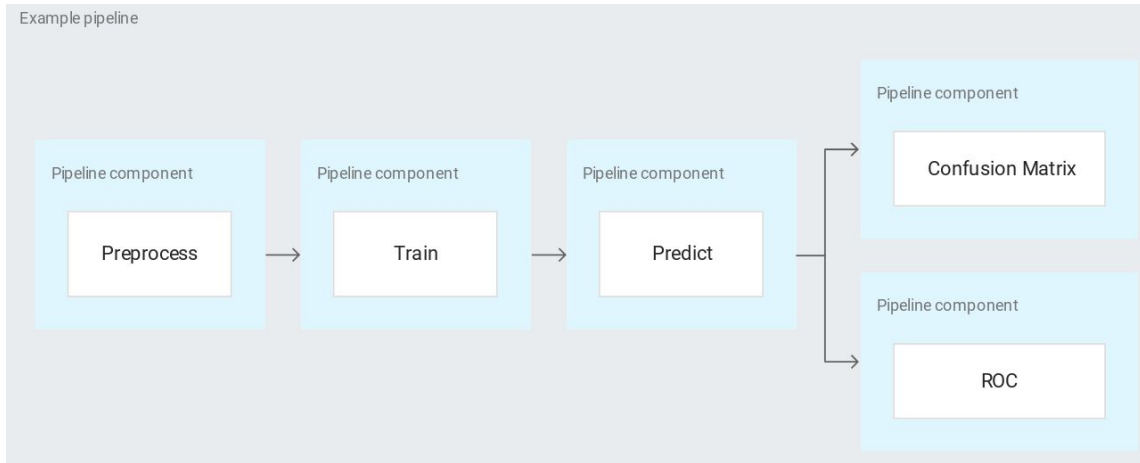 Example pipeline
Pipeline component
Preprocess
Pipeline component
Train
Pipeline component
Predict
Pipeline component
Confusion Matrix
Pipeline component
ROC